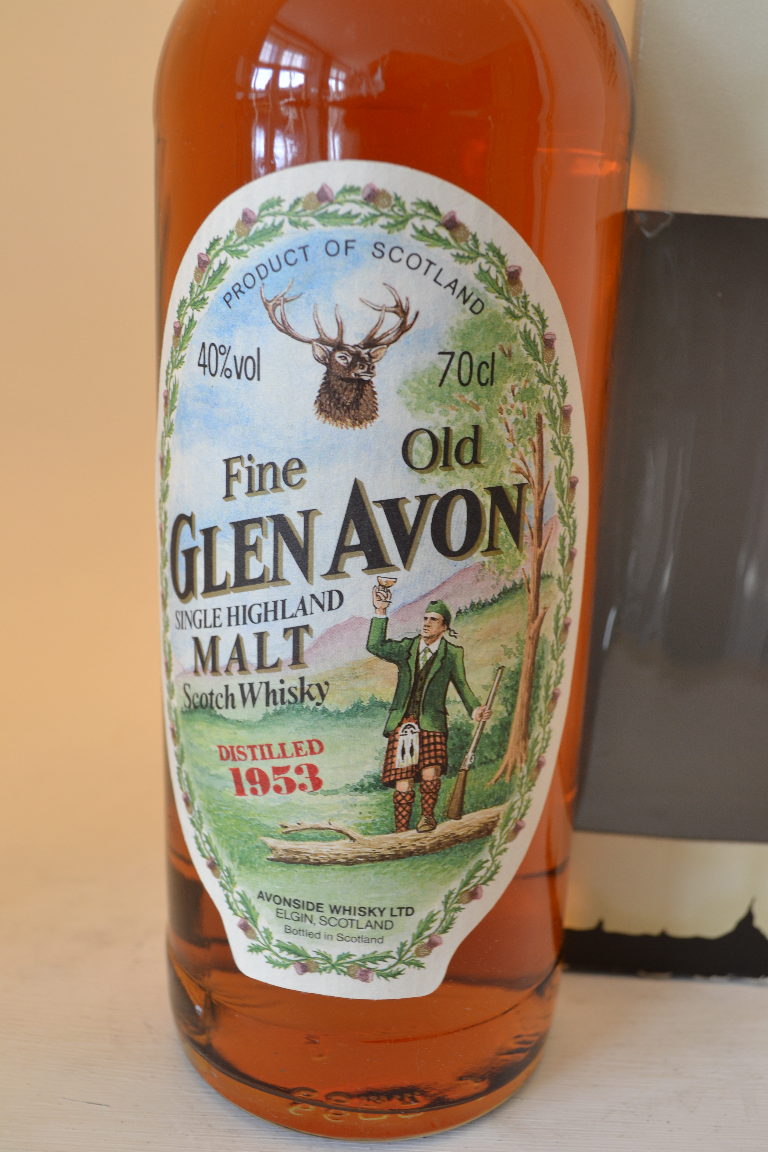 PRODUCT OF SCOTLAND
40%vol 70cl
Fine Old
GLEN AVON
SINGLE HIGHLAND
MALT
Scotch Whisky
DISTILLED
1953
AVONSIDE WHISKY LTD
ELGIN, SCOTLAND
Bottled in Scotland